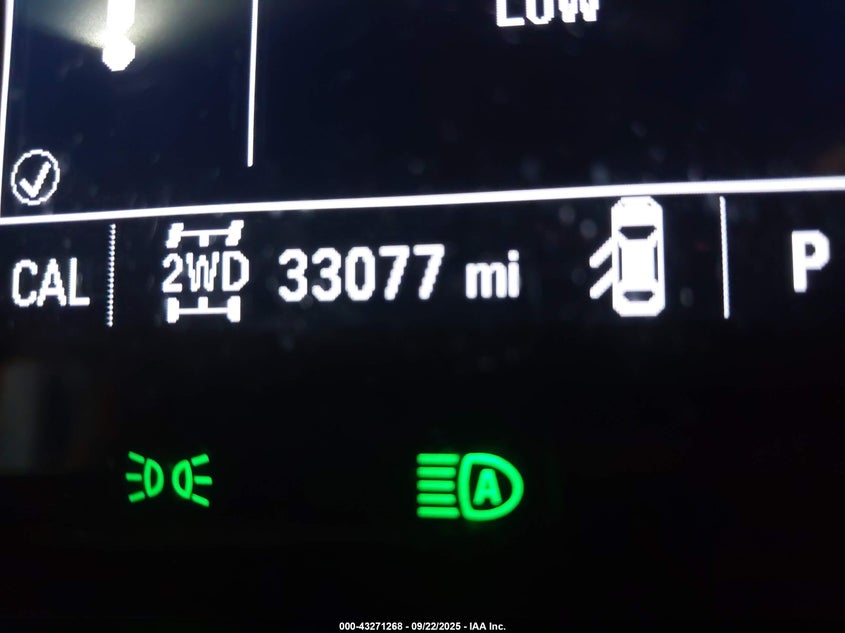 LOW
CAL
2WD
33077 mi
P
A
000-43271268 - 09/22/2025 - IAA Inc.